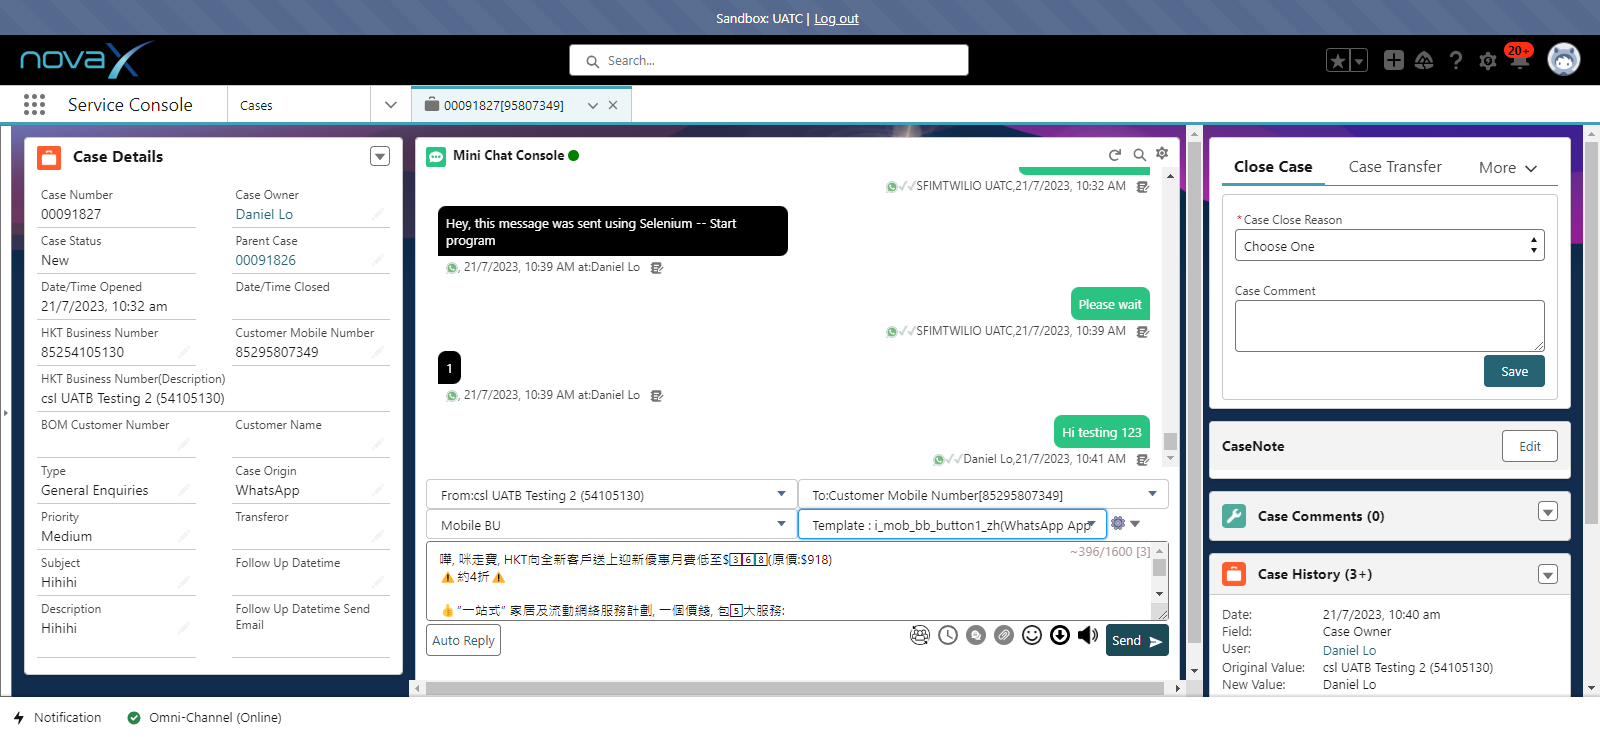 Sandbox: UATC | Log out
novaX
Search...
20+
Service Console
Cases
00091827[95807349]
Case Details
Case Number
00091827
Case Owner
Daniel Lo
Case Status
New
Parent Case
00091826
Date/Time Opened
21/7/2023, 10:32 am
Date/Time Closed
HKT Business Number
85254105130
Customer Mobile Number
85295807349
HKT Business Number(Description)
csl UATB Testing 2 (54105130)
BOM Customer Number
Customer Name
Type
General Enquiries
Case Origin
WhatsApp
Priority
Medium
Transferor
Subject
Hihihi
Follow Up Datetime
Description
Hihihi
Follow Up Datetime Send
Email
Mini Chat Console
SFIMTWILIO UATC,21/7/2023, 10:32 AM
Hey, this message was sent using Selenium -- Start
program
, 21/7/2023, 10:39 AM at:Daniel Lo
Please wait
SFIMTWILIO UATC,21/7/2023, 10:39 AM
1
, 21/7/2023, 10:39 AM at:Daniel Lo
Hi testing 123
Daniel Lo,21/7/2023, 10:41 AM
From:csl UATB Testing 2 (54105130)
To:Customer Mobile Number[85295807349]
Mobile BU
Template : i_mob_bb_button1_zh(WhatsApp App
~396/1600 [3]
嘩, 咪走寶, HKT向全新客戶送上迎新優惠月費低至$3️⃣6️⃣8️⃣(原價:$918)
⚠️約4折⚠️
👍“一站式” 家居及流動網絡服務計劃, 一個價錢, 包5️⃣大服務:
Auto Reply
Send
Close Case
Case Transfer
More
*Case Close Reason
Choose One
Case Comment
Save
CaseNote
Edit
Case Comments (0)
Case History (3+)
Date: 21/7/2023, 10:40 am
Field: Case Owner
User: Daniel Lo
Original Value: csl UATB Testing 2 (54105130)
New Value: Daniel Lo
Notification
Omni-Channel (Online)